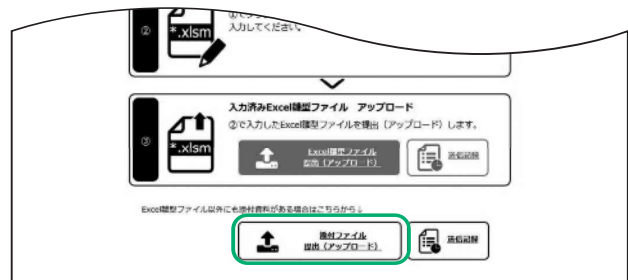 ②
*.xlsm
入力してください。
入力済みExcel雛型ファイル アップロード
②で入力したExcel雛型ファイルを提出（アップロード）します。
③
*.xlsm
Excel雛型ファイル
提出（アップロード）
送信記録
Excel雛型ファイル以外にも添付資料がある場合はこちらから↓
添付ファイル
提出（アップロード）
送信記録